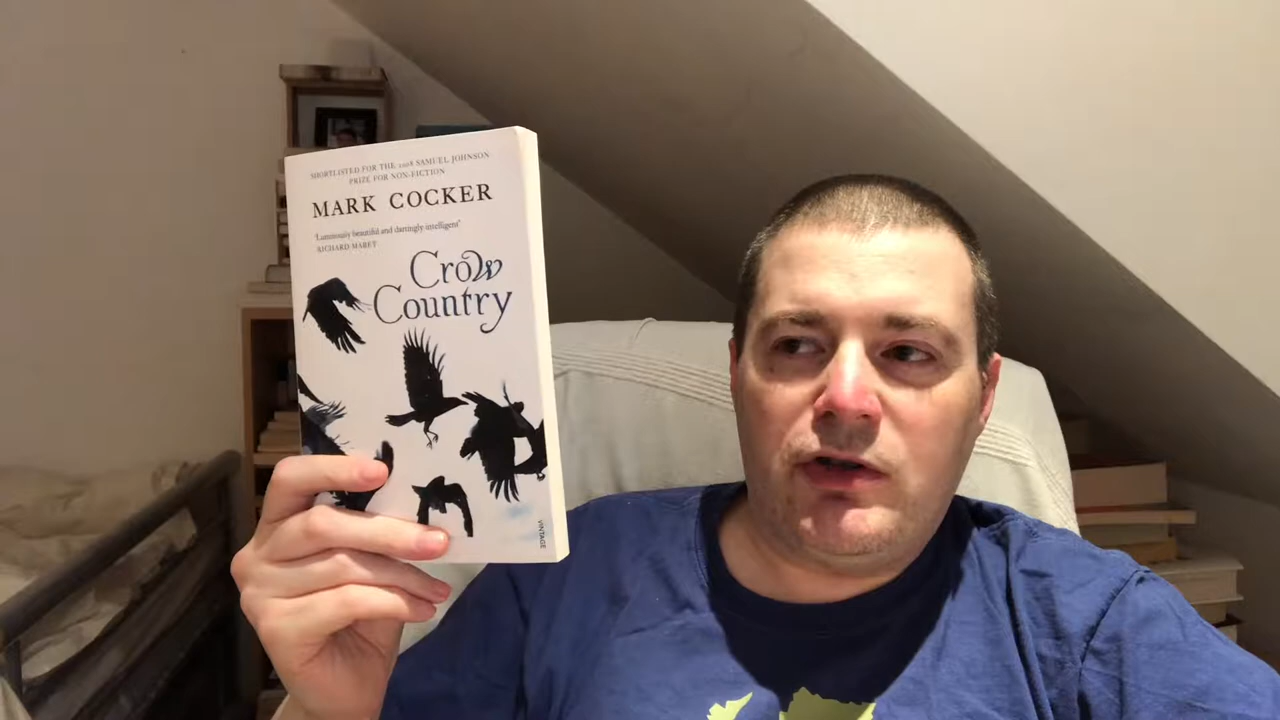 SHORTLISTED FOR THE 2008 SAMUEL JOHNSON
PRIZE FOR NON-FICTION
MARK COCKER
'Luminously beautiful and daringly intelligent'
RICHARD MABEY
Crow
Country
VINTAGE